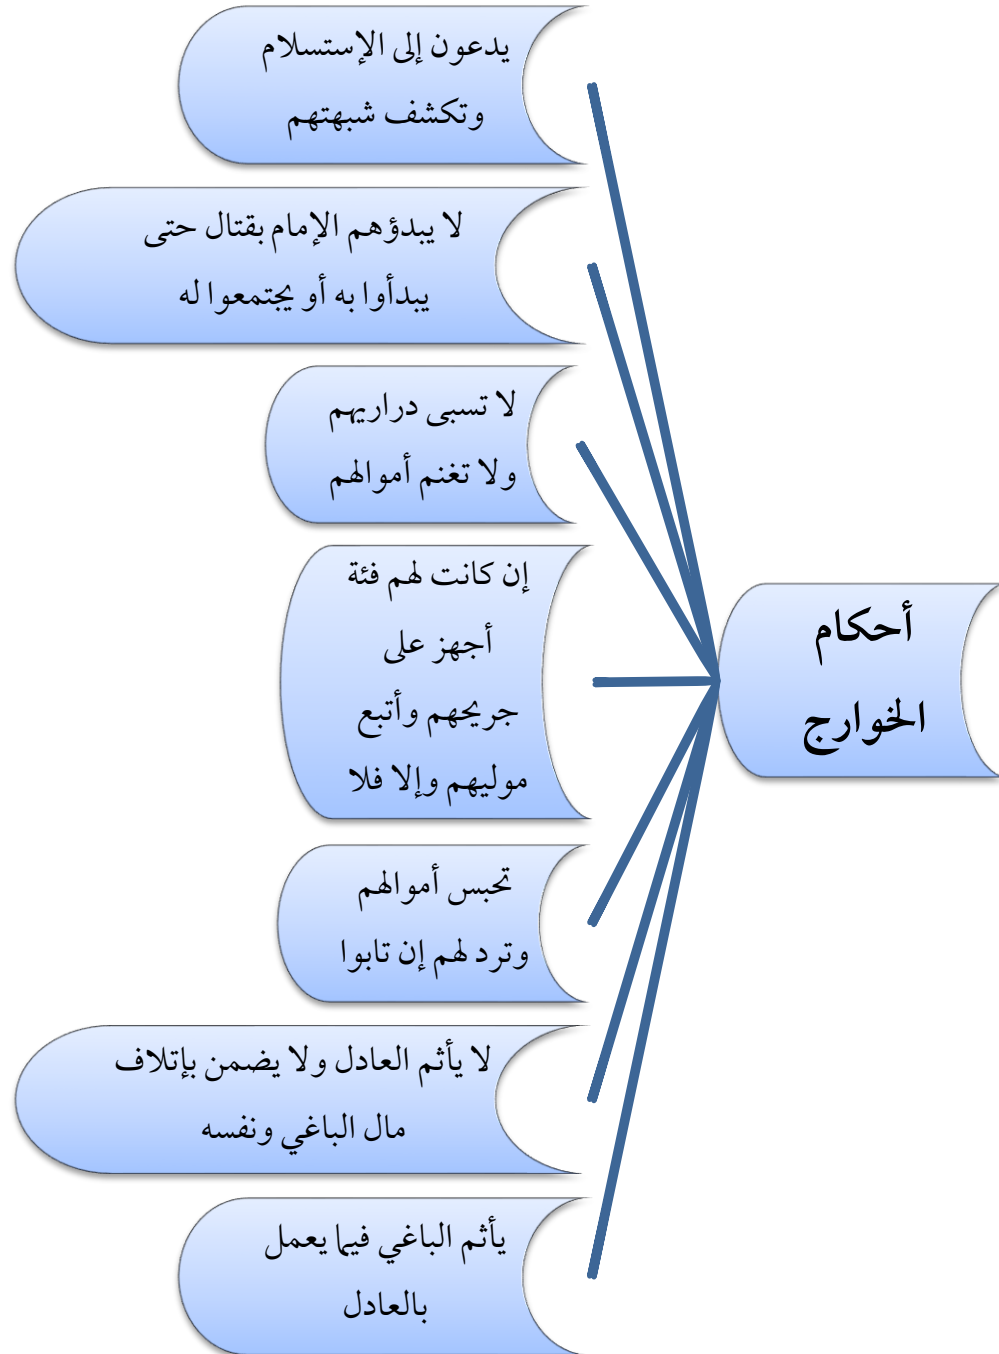 أحكام
الخوارج
يدعون إلى الإستسلام
وتكشف شبهتهم
لا يبدؤهم الإمام بقتال حتى
يبدأوا به أو يجتمعوا له
لا تسبى دراريهم
ولا تغنم أموالهم
إن كانت لهم فئة
أجهز على
جريحهم وأتبع
موليهم وإلا فلا
تحبس أموالهم
وترد لهم إن تابوا
لا يأثم العادل ولا يضمن بإتلاف
مال الباغي ونفسه
يأثم الباغي فيما يعمل
بالعادل